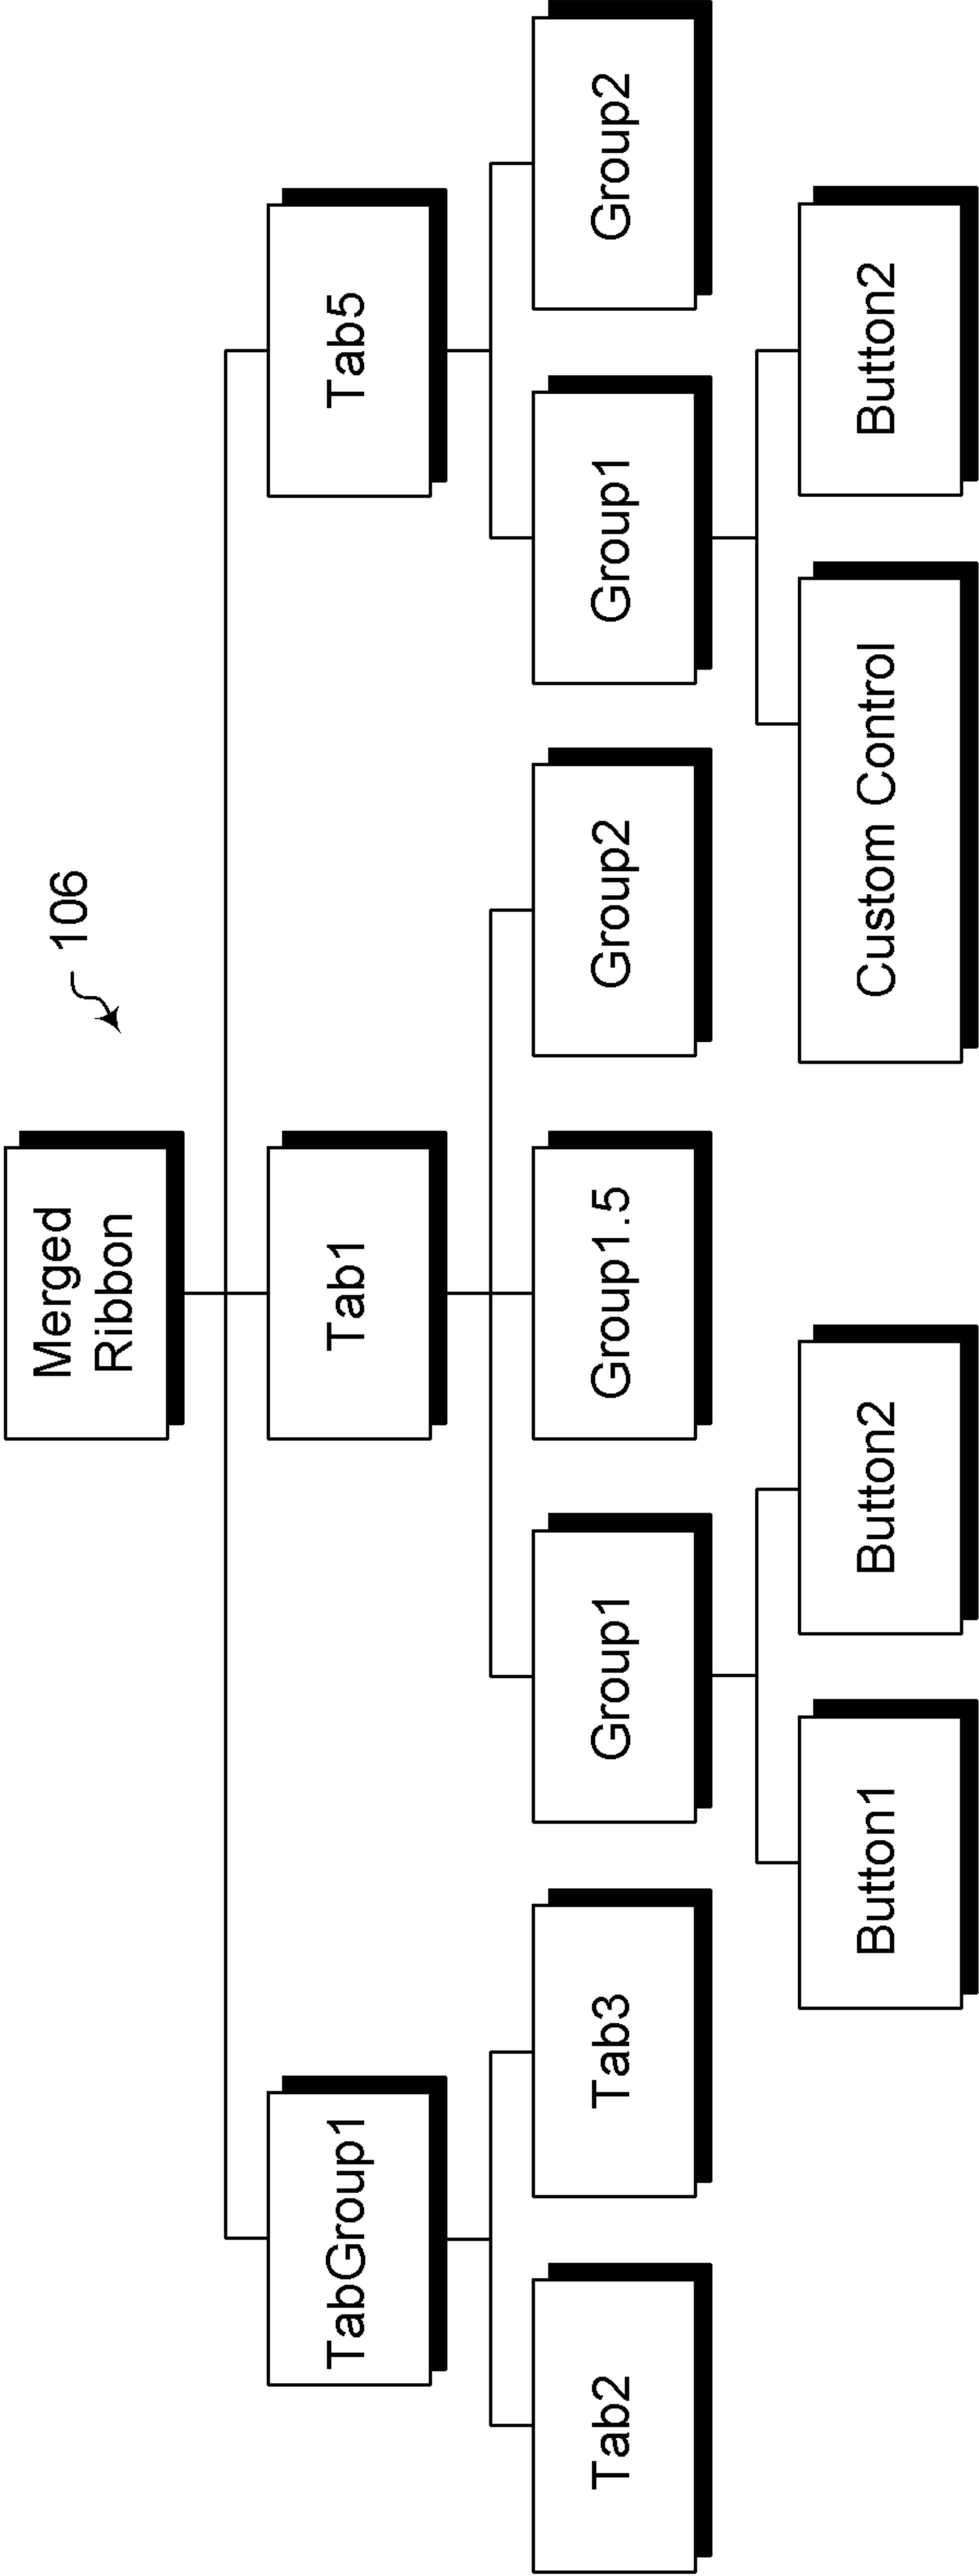 Merged
Ribbon
106
TabGroup1
Tab1
Tab5
Tab2
Tab3
Group1
Group1.5
Group2
Group1
Group2
Button1
Button2
Custom Control
Button2